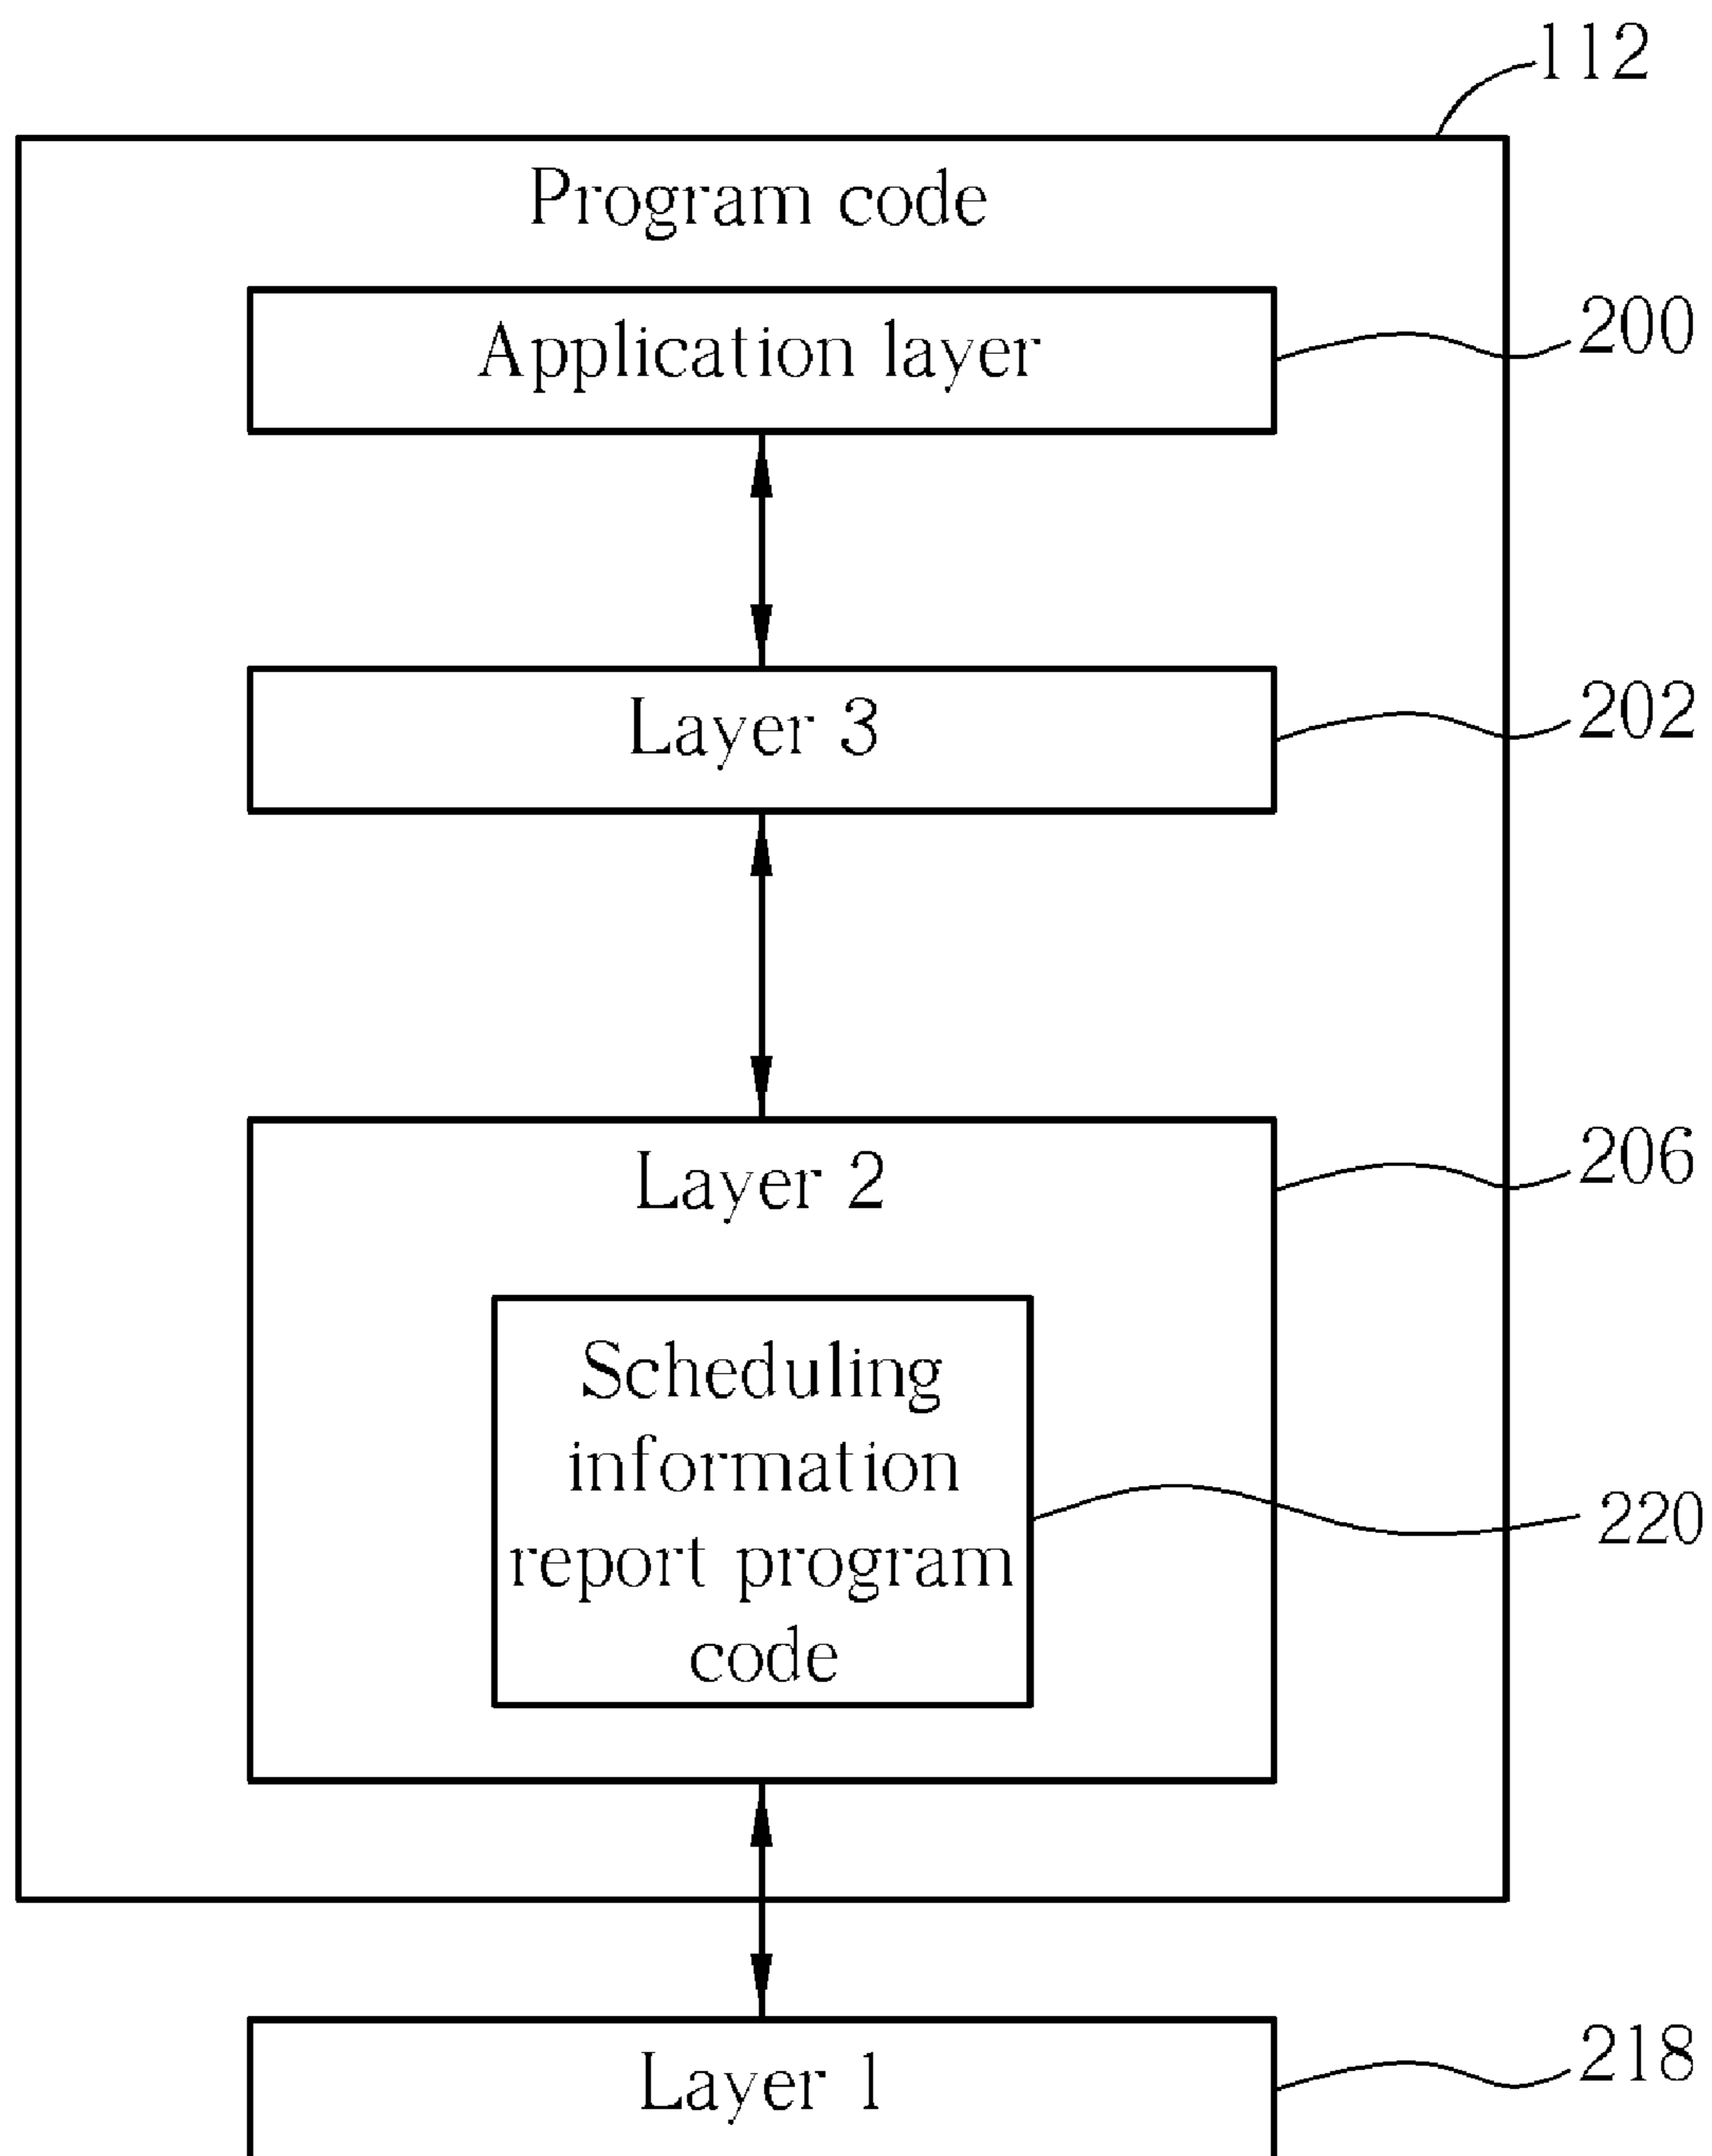 112
Program code
Application layer
200
Layer 3
202
Layer 2
206
Scheduling
information
report program
code
220
Layer 1
218